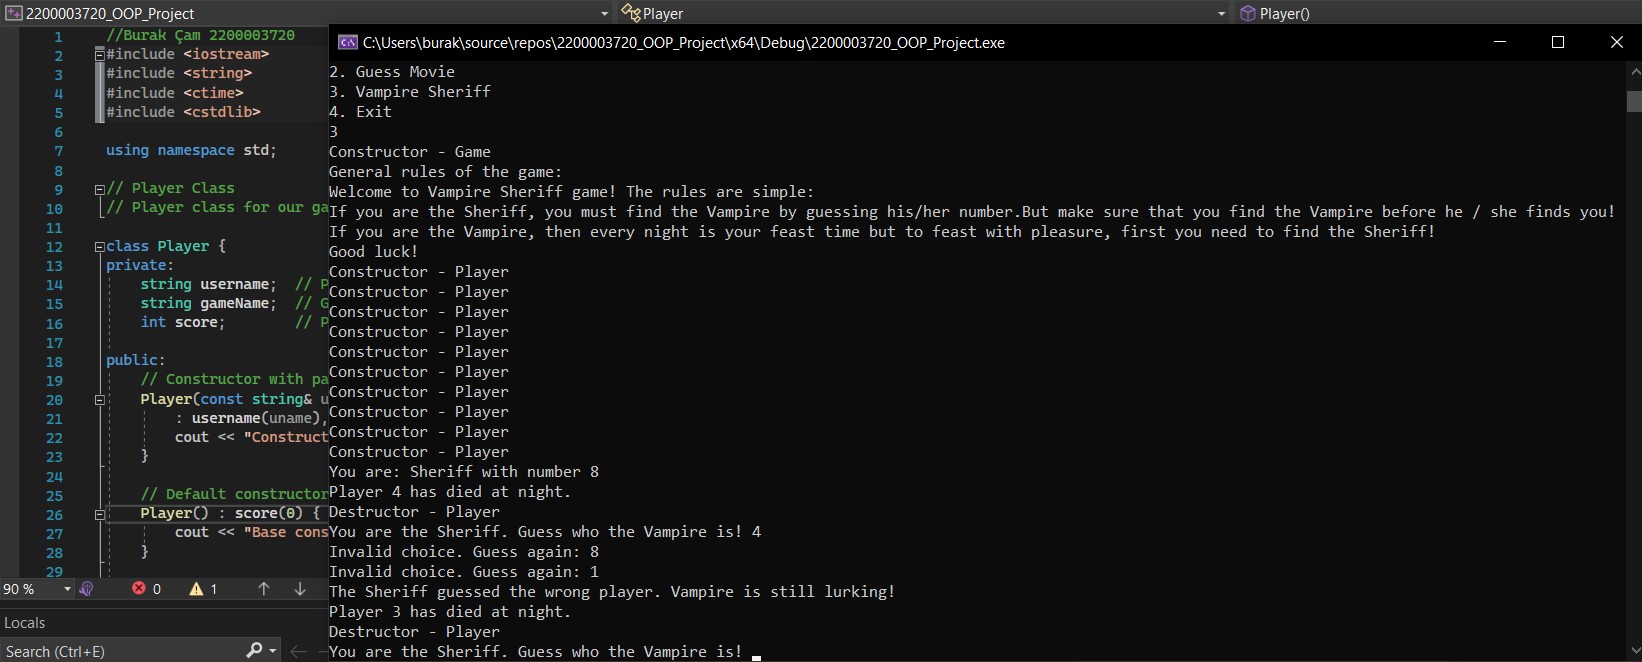 2200003720_OOP_Project
Player
Player()
1 //Burak Çam 2200003720
2 #include <iostream>
3 #include <string>
4 #include <ctime>
5 #include <cstdlib>
6
7 using namespace std;
8
9 // Player Class
10 // Player class for our ga
11
12 class Player {
13 private:
14 string username; // P
15 string gameName; // G
16 int score; // P
17
18 public:
19 // Constructor with pa
20 Player(const string& u
21 : username(uname),
22 cout << "Construct
23 }
24
25 // Default constructor
26 Player() : score(0) {
27 cout << "Base cons
28 }
29
90 %
0
1
Locals
Search (Ctrl+E)
C:\Users\burak\source\repos\2200003720_OOP_Project\x64\Debug\2200003720_OOP_Project.exe
2. Guess Movie
3. Vampire Sheriff
4. Exit
3
Constructor - Game
General rules of the game:
Welcome to Vampire Sheriff game! The rules are simple:
If you are the Sheriff, you must find the Vampire by guessing his/her number.But make sure that you find the Vampire before he / she finds you!
If you are the Vampire, then every night is your feast time but to feast with pleasure, first you need to find the Sheriff!
Good luck!
Constructor - Player
Constructor - Player
Constructor - Player
Constructor - Player
Constructor - Player
Constructor - Player
Constructor - Player
Constructor - Player
Constructor - Player
Constructor - Player
You are: Sheriff with number 8
Player 4 has died at night.
Destructor - Player
You are the Sheriff. Guess who the Vampire is! 4
Invalid choice. Guess again: 8
Invalid choice. Guess again: 1
The Sheriff guessed the wrong player. Vampire is still lurking!
Player 3 has died at night.
Destructor - Player
You are the Sheriff. Guess who the Vampire is!